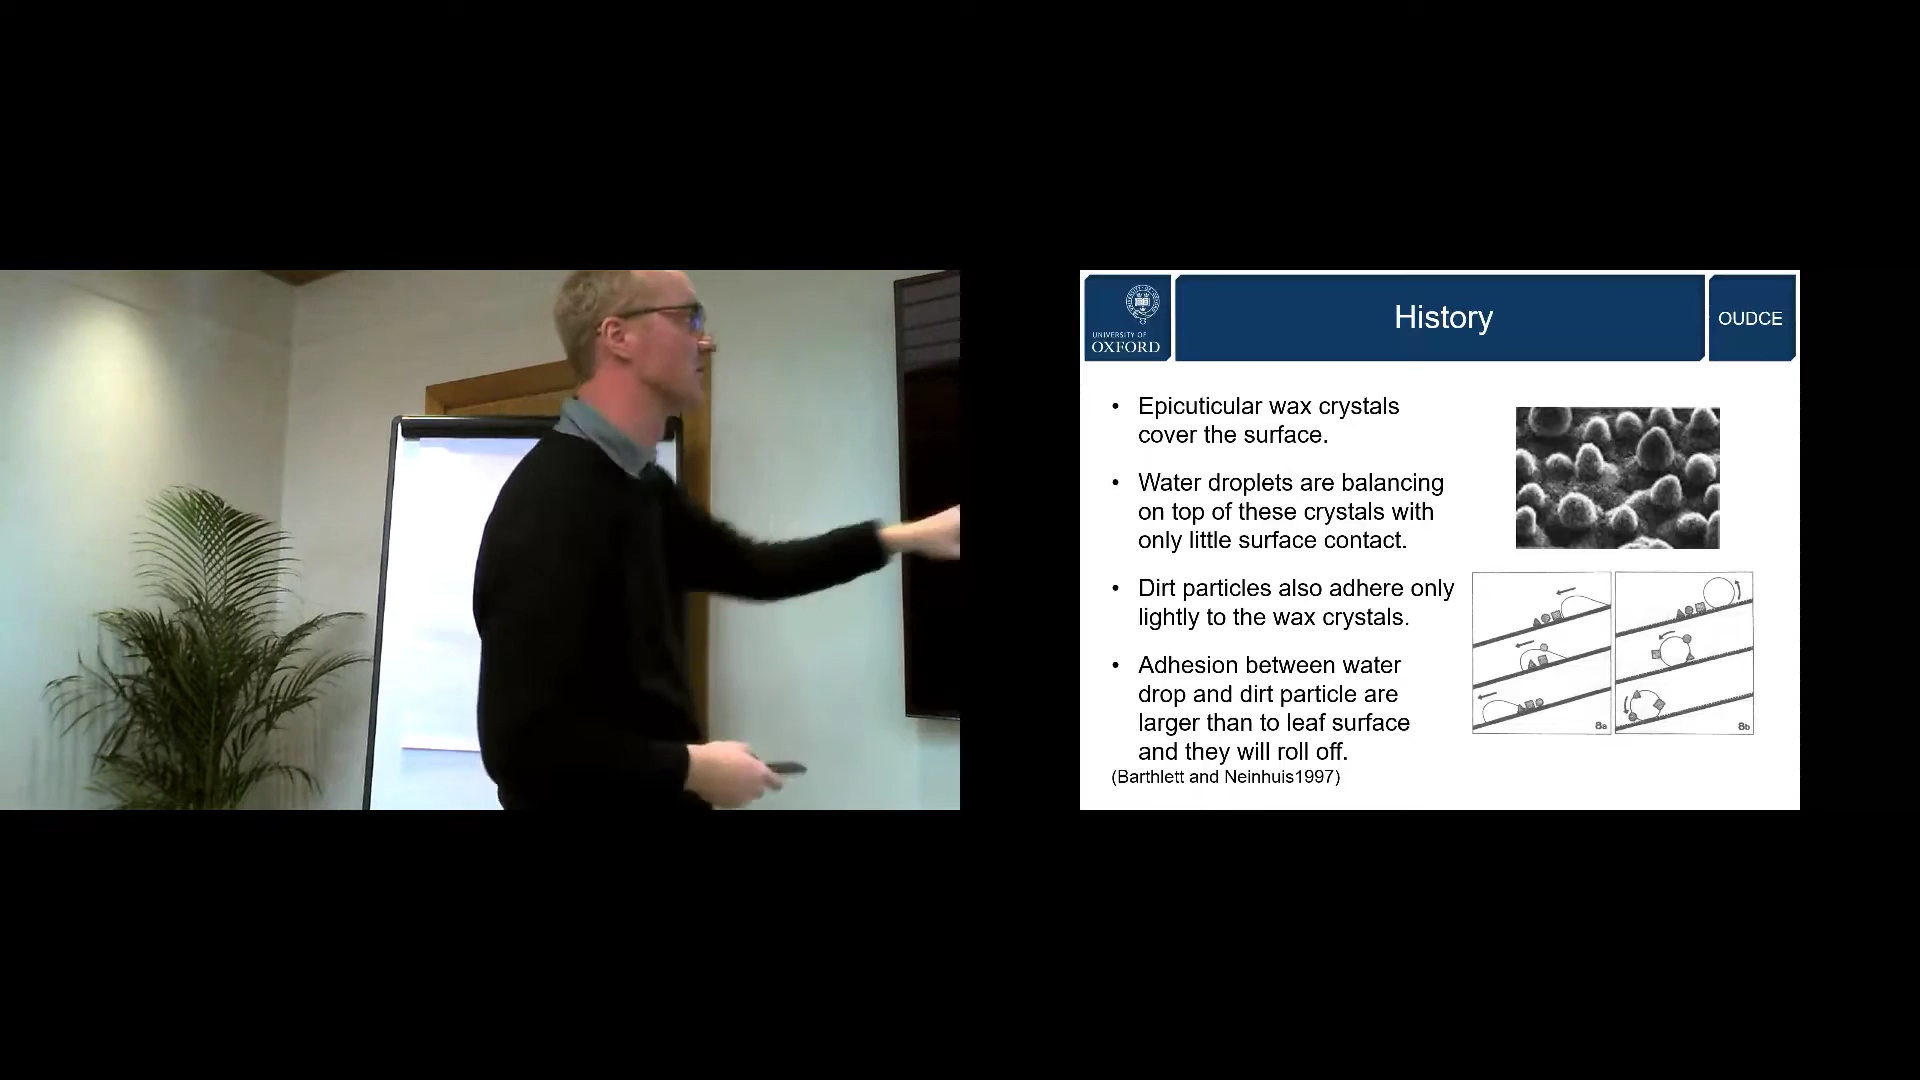 UNIVERSITY OF
OXFORD
History
OUDCE
• Epicuticular wax crystals
cover the surface.
• Water droplets are balancing
on top of these crystals with
only little surface contact.
• Dirt particles also adhere only
lightly to the wax crystals.
• Adhesion between water
drop and dirt particle are
larger than to leaf surface
and they will roll off.
(Barthlett and Neinhuis1997)
8a
8b